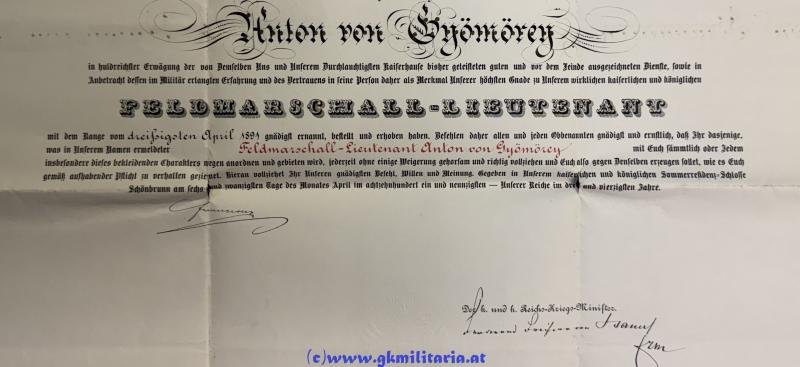 Anton von Gyömörey
in huldreichster Erwägung der von Demselben Uns und Unserem Durchlauchtigsten Kaiserhause bisher geleisteten guten und vor dem Feinde ausgezeichneten Dienste, sowie in
Anbetracht dessen im Militär erlangten Erfahrung und des Vertrauens in seine Person daher als Merkmal Unserer höchsten Gnade zu Unserem wirklichen kaiserlichen und königlichen
FELDMARSCHALL-LIEUTENANT
mit dem Range vom dreißigsten April 1891 gnädigst ernannt, bestellt und erhoben haben. Befehlen daher allen und jeden Obbenannten gnädigst und ernstlich, daß Ihr dasjenige,
was in Unserem Namen ermeldeter Feldmarschall-Lieutenant Anton von Gyömörey mit Euch sämmtlich oder Jedem
insbesondere dieses bekleidenden Charakters wegen anordnen und gebieten wird, jederzeit ohne einige Weigerung gehorsam und richtig vollziehen und Euch also gegen Denselben erzeugen sollet, wie es Euch
gemäß aufhabender Pflicht zu verhalten geziemet. Hieran vollziehet Ihr Unseren gnädigsten Befehl, Willen und Meinung. Gegeben in Unserem kaiserlichen und königlichen Sommerresidenz-Schlosse
Schönbrunn am sechs und zwanzigsten Tage des Monates April im achtzehnhundert ein und neunzigsten — Unserer Reiche im drei und vierzigsten Jahre.
Der k. und k. Reichs-Kriegs-Minister.
(c)www.gkmilitaria.at